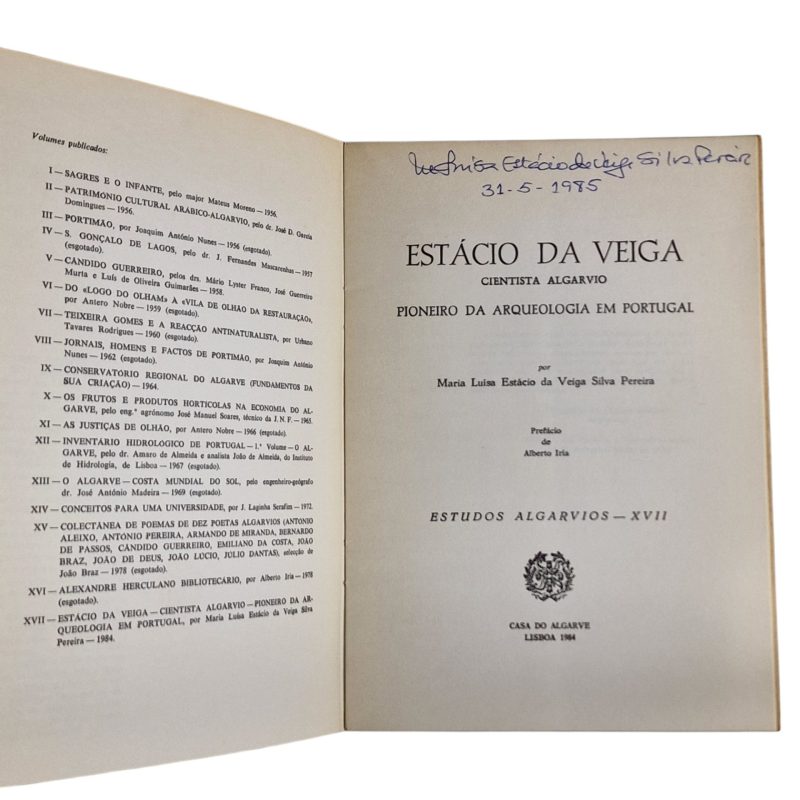 Volumes publicados:
I — SAGRES E O INFANTE, pelo major Mateus Moreno — 1956.
II — PATRIMÓNIO CULTURAL ARÁBICO-ALGARVIO, pelo dr. José D. Garcia
Domingues — 1956.
III — PORTIMÃO, por Joaquim António Nunes — 1956 (esgotado).
IV — S. GONÇALO DE LAGOS, pelo dr. J. Fernandes Mascarenhas — 1957
(esgotado).
V — CANDIDO GUERREIRO, pelos drs. Mário Lyster Franco, José Guerreiro
Murta e Luís de Oliveira Guimarães — 1958.
VI — DO «LOGO DO OLHAM» À «VILA DE OLHÃO DA RESTAURAÇÃO»,
por Antero Nobre — 1959 (esgotado).
VII — TEIXEIRA GOMES E A REACÇÃO ANTINATURALISTA, por Urbano
Tavares Rodrigues — 1960 (esgotado).
VIII — JORNAIS, HOMENS E FACTOS DE PORTIMÃO, por Joaquim António
Nunes — 1962 (esgotado).
IX — CONSERVATÓRIO REGIONAL DO ALGARVE (FUNDAMENTOS DA
SUA CRIAÇÃO) — 1964.
X — OS FRUTOS E PRODUTOS HORTICOLAS NA ECONOMIA DO AL-
GARVE, pelo eng.º agrónomo José Manuel Soares, técnico da J. N. F. — 1965.
XI — AS JUSTIÇAS DE OLHÃO, por Antero Nobre — 1966 (esgotado).
XII — INVENTÁRIO HIDROLOGICO DE PORTUGAL — 1.º Volume — O AL-
GARVE, pelo dr. Amaro de Almeida e analista João de Almeida, do Instituto
de Hidrologia, de Lisboa — 1967 (esgotado).
XIII — O ALGARVE — COSTA MUNDIAL DO SOL, pelo engenheiro-geógrafo
dr. José António Madeira — 1969 (esgotado).
XIV — CONCEITOS PARA UMA UNIVERSIDADE, por J. Laginha Serafim — 1972.
XV — COLECTÂNEA DE POEMAS DE DEZ POETAS ALGARVIOS (ANTONIO
ALEIXO, ANTÓNIO PEREIRA, ARMANDO DE MIRANDA, BERNARDO
DE PASSOS, CÂNDIDO GUERREIRO, EMILIANO DA COSTA, JOÃO
BRAZ, JOÃO DE DEUS, JOÃO LUCIO, JULIO DANTAS), selecção de
João Braz — 1978 (esgotado).
XVI — ALEXANDRE HERCULANO BIBLIOTECÁRIO, por Alberto Iria — 1978
(esgotado).
XVII — ESTÁCIO DA VEIGA — CIENTISTA ALGARVIO — PIONEIRO DA AR-
QUEOLOGIA EM PORTUGAL, por Maria Luísa Estácio da Veiga Silva
Pereira — 1984.
Estácio da Veiga Silva Pereira
31-5-1985
ESTÁCIO DA VEIGA
CIENTISTA ALGARVIO
PIONEIRO DA ARQUEOLOGIA EM PORTUGAL
por
Maria Luísa Estácio da Veiga Silva Pereira
Prefácio
de
Alberto Iria
ESTUDOS ALGARVIOS — XVII
CASA DO ALGARVE
LISBOA 1984